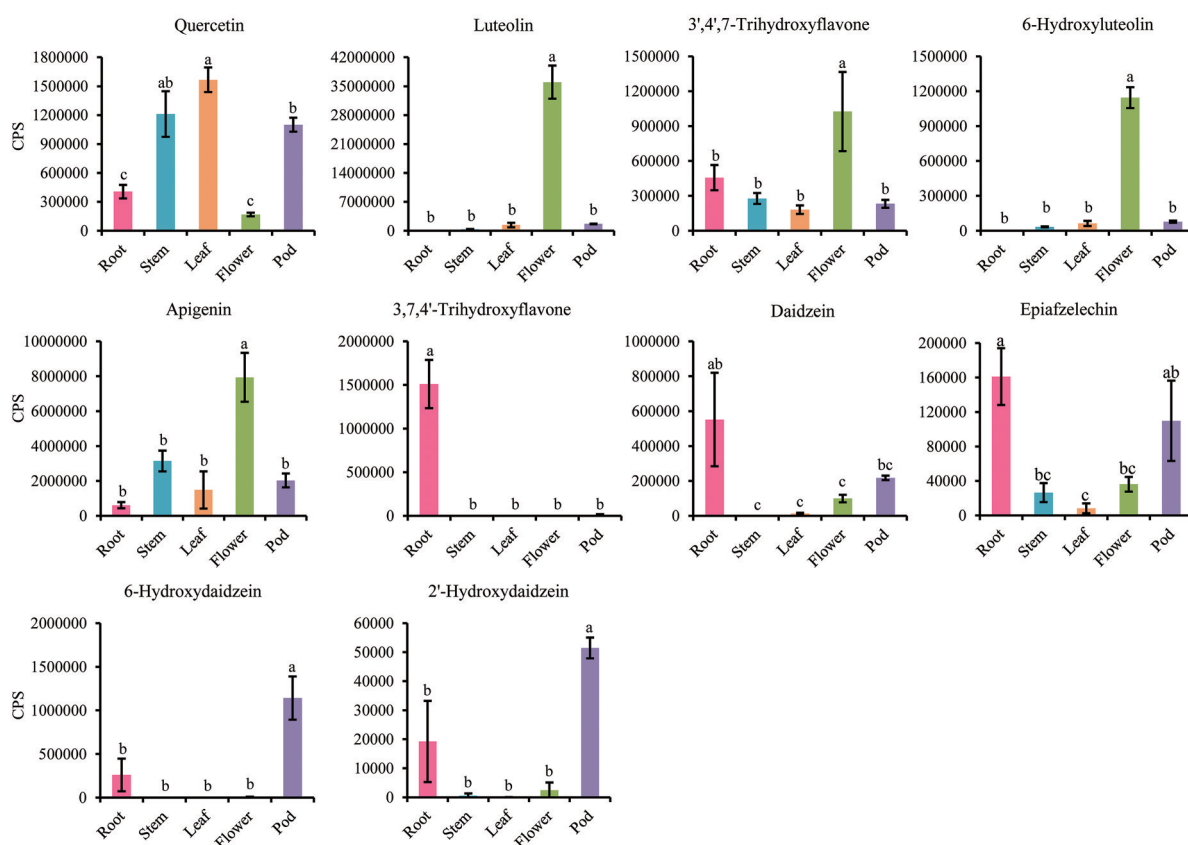 Quercetin
1800000
1500000
1200000
900000
600000
300000
0
CPS
c
ab
a
c
b
Root
Stem
Leaf
Flower
Pod
Luteolin
42000000
35000000
28000000
21000000
14000000
7000000
0
b
b
b
a
b
Root
Stem
Leaf
Flower
Pod
3',4',7-Trihydroxyflavone
1500000
1200000
900000
600000
300000
0
b
b
b
a
b
Root
Stem
Leaf
Flower
Pod
6-Hydroxyluteolin
1500000
1200000
900000
600000
300000
0
b
b
b
a
b
Root
Stem
Leaf
Flower
Pod
Apigenin
10000000
8000000
6000000
4000000
2000000
0
CPS
b
b
b
a
b
Root
Stem
Leaf
Flower
Pod
3,7,4'-Trihydroxyflavone
2000000
1500000
1000000
500000
0
a
b
b
b
b
Root
Stem
Leaf
Flower
Pod
Daidzein
1000000
800000
600000
400000
200000
0
ab
c
c
c
bc
Root
Stem
Leaf
Flower
Pod
Epiafzelechin
200000
160000
120000
80000
40000
0
a
bc
c
bc
ab
Root
Stem
Leaf
Flower
Pod
6-Hydroxydaidzein
2000000
1500000
1000000
500000
0
CPS
b
b
b
b
a
Root
Stem
Leaf
Flower
Pod
2'-Hydroxydaidzein
60000
50000
40000
30000
20000
10000
0
b
b
b
b
a
Root
Stem
Leaf
Flower
Pod